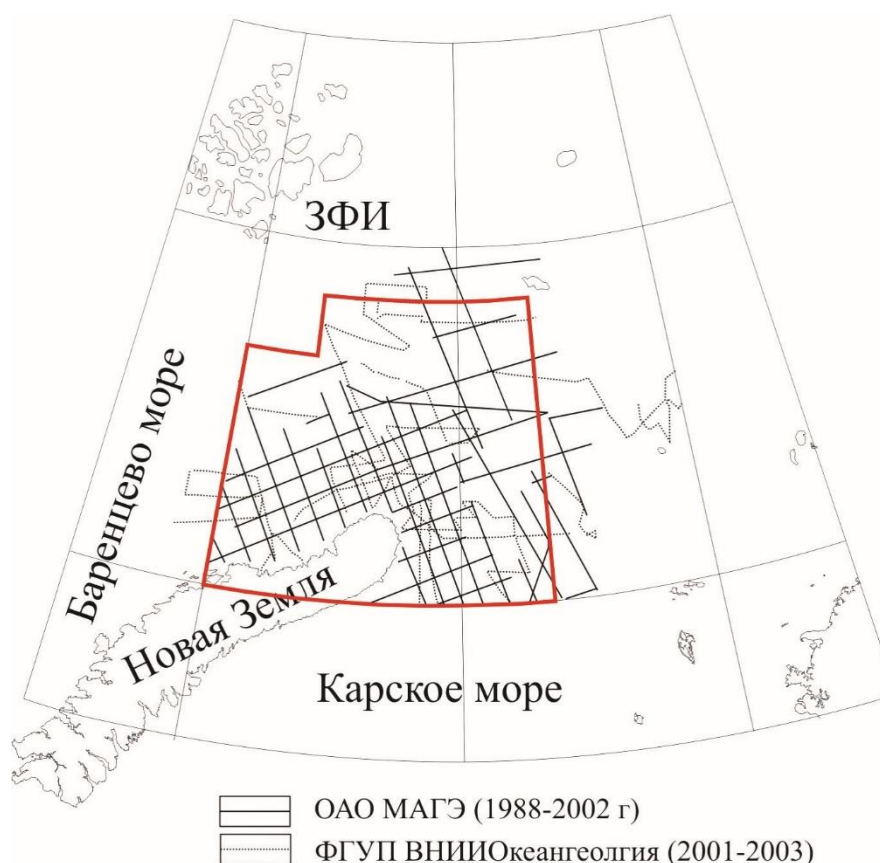 ЗФИ
Баренцево море
Новая Земля
Карское море
ОАО МАГЭ (1988-2002 г)
ФГУП ВНИИОкеангеолгия (2001-2003)